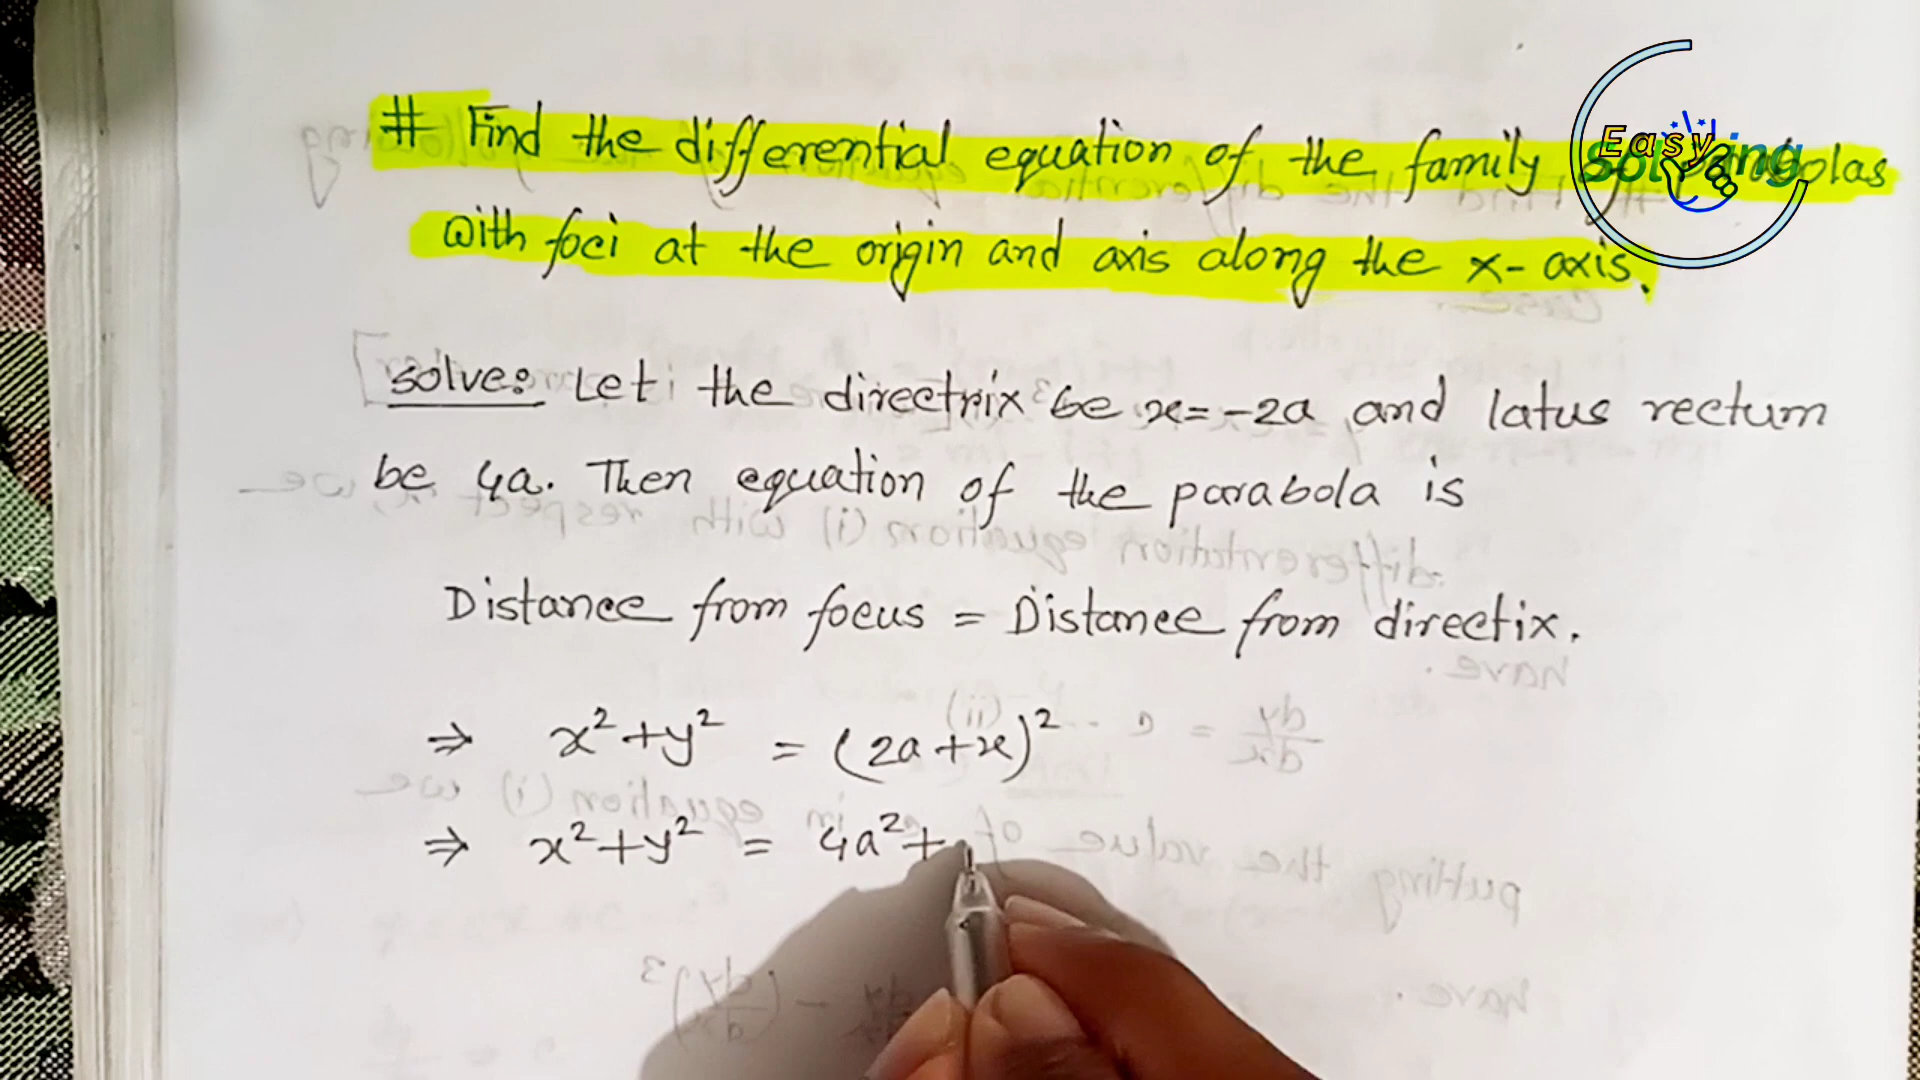 # Find the differential equation of the family
Easy
solving
with foci at the origin and axis along the x-axis.
solve: Let the directrix be x = -2a and latus rectum
be 4a. Then equation of the parabola is
Distance from focus = Distance from directix.
⇒ x²+y² = (2a+x)²
⇒ x²+y² = 4a²+